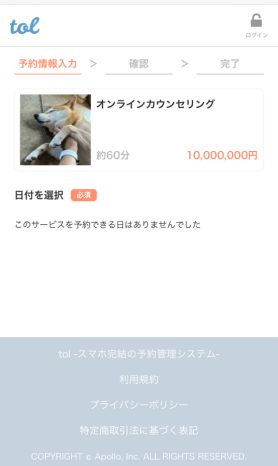 tol
ログイン
予約情報入力 > 確認 > 完了
オンラインカウンセリング
約60分 10,000,000円
日付を選択 必須
このサービスを予約できる日はありませんでした
tol -スマホ完結の予約管理システム-
利用規約
プライバシーポリシー
特定商取引法に基づく表記
COPYRIGHT © Apollo, Inc. ALL RIGHTS RESERVED.